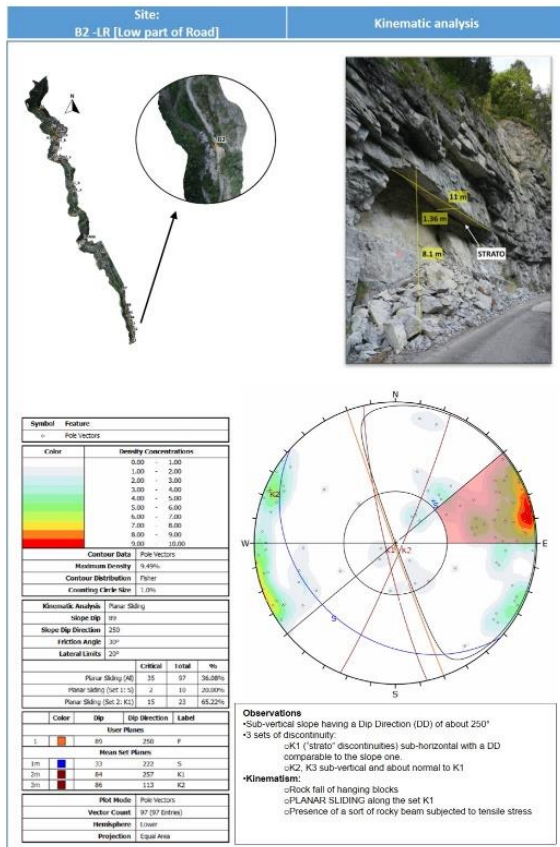 Site:
B2 -LR [Low part of Road]
Kinematic analysis
N
B2
11 m
1.36 m
8.1 m
STRATO
Symbol Feature
Pole Vectors
Color Density Concentrations
0.00 - 1.00
1.00 - 2.00
2.00 - 3.00
3.00 - 4.00
4.00 - 5.00
5.00 - 6.00
6.00 - 7.00
7.00 - 8.00
8.00 - 9.00
9.00 - 10.00
Contour Data Pole Vectors
Maximum Density 9.49%
Contour Distribution Fisher
Counting Circle Size 1.0%
Kinematic Analysis Planar Sliding
Slope Dip 89
Slope Dip Direction 250
Friction Angle 30°
Lateral Limits 20°
Critical Total %
Planar Sliding (All) 35 97 36.08%
Planar Sliding (Set 1: S) 2 10 20.00%
Planar Sliding (Set 2: K1) 15 23 65.22%
Color Dip Dip Direction Label
User Planes
1 89 250 F
Mean Set Planes
1m 33 222 S
2m 84 257 K1
3m 86 113 K2
Plot Mode Pole Vectors
Vector Count 97 (97 Entries)
Hemisphere Lower
Projection Equal Area
N
K2
S
W
K1
K2
E
S
S
Observations
•Sub-vertical slope having a Dip Direction (DD) of about 250°
•3 sets of discontinuity:
oK1 ("strato" discontinuities) sub-horizontal with a DD
comparable to the slope one.
oK2, K3 sub-vertical and about normal to K1
•Kinematism:
oRock fall of hanging blocks
oPLANAR SLIDING along the set K1
oPresence of a sort of rocky beam subjected to tensile stress